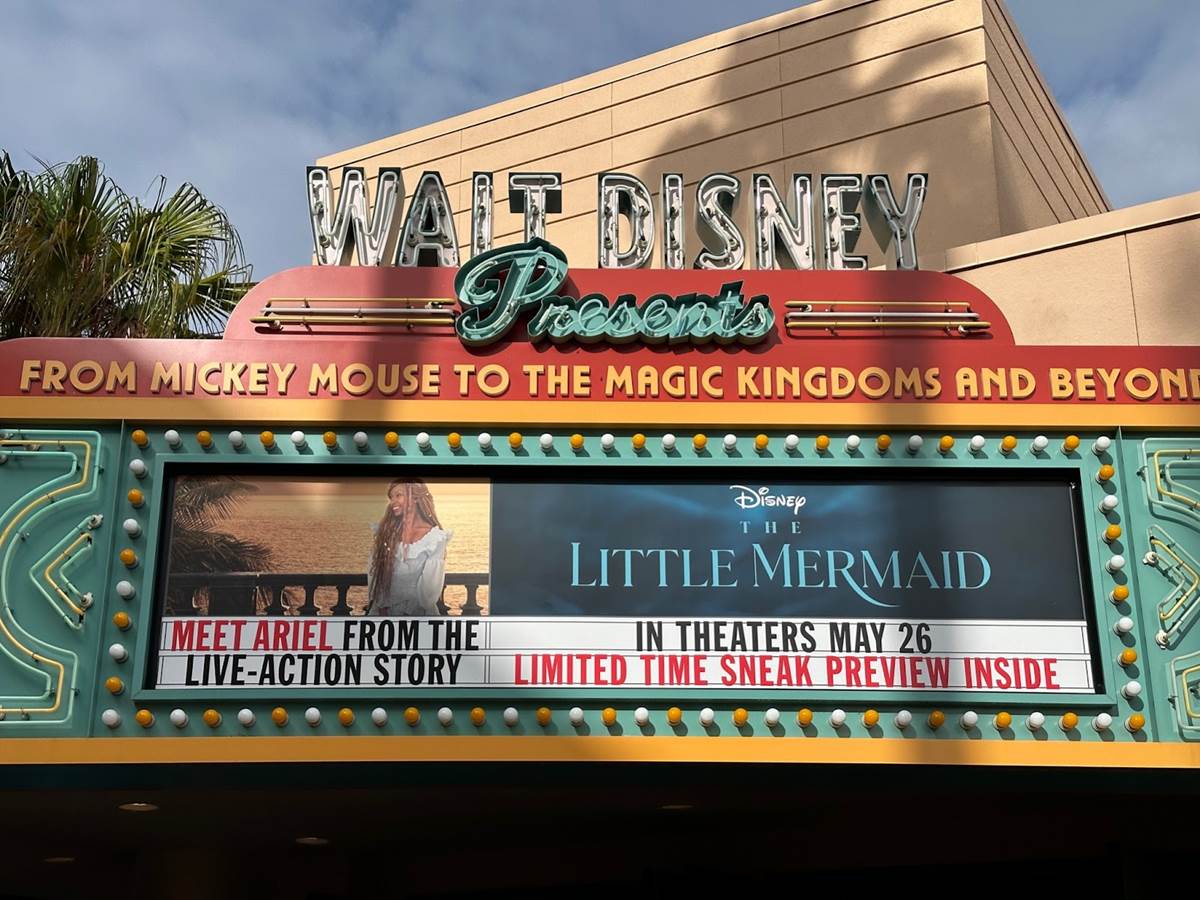 WALT DISNEY
Presents
FROM MICKEY MOUSE TO THE MAGIC KINGDOMS AND BEYOND
Disney
THE
LITTLE MERMAID
MEET ARIEL FROM THE
LIVE-ACTION STORY
IN THEATERS MAY 26
LIMITED TIME SNEAK PREVIEW INSIDE